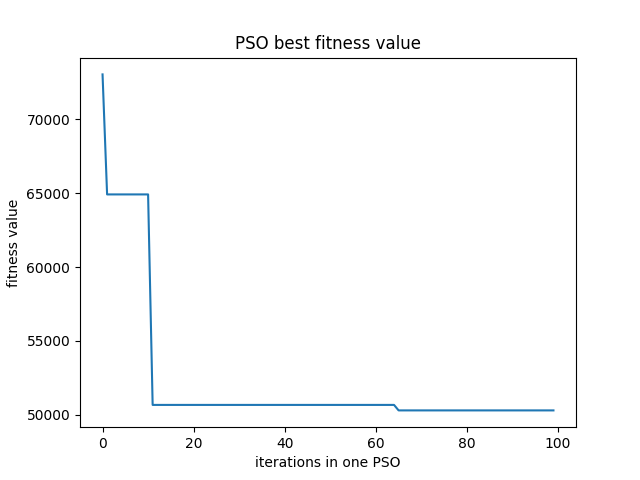 PSO best fitness value
70000
65000
60000
55000
50000
fitness value
0 20 40 60 80 100
iterations in one PSO